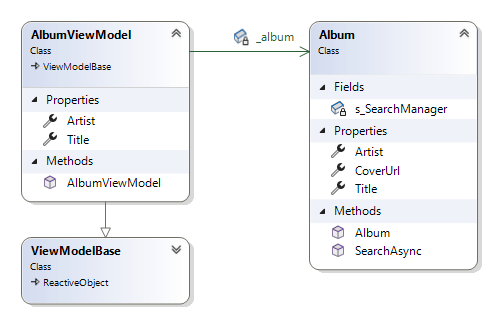 AlbumViewModel
Class
ViewModelBase
Properties
Artist
Title
Methods
AlbumViewModel
_album
Album
Class
Fields
s_SearchManager
Properties
Artist
CoverUrl
Title
Methods
Album
SearchAsync
ViewModelBase
Class
ReactiveObject